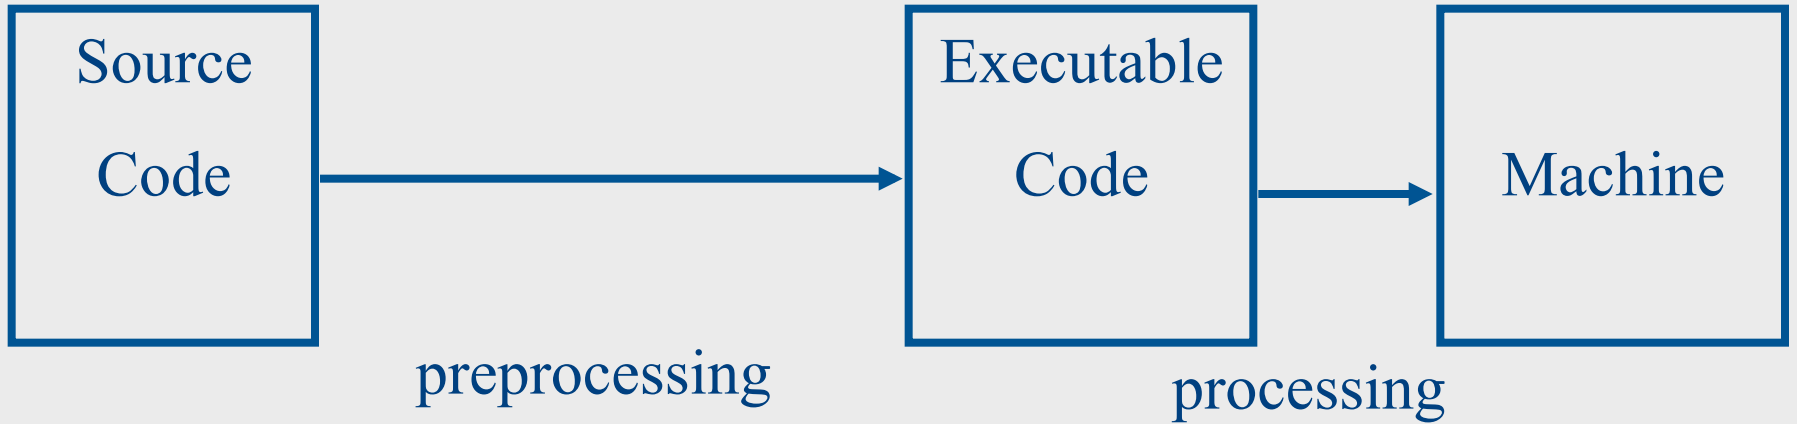 Source
Code
Executable
Code
Machine
preprocessing
processing